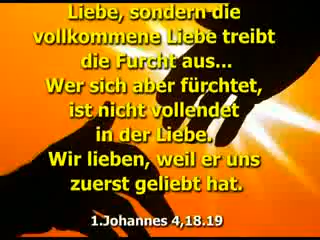 Liebe, sondern die
vollkommene Liebe treibt
die Furcht aus...
Wer sich aber fürchtet,
ist nicht vollendet
in der Liebe.
Wir lieben, weil er uns
zuerst geliebt hat.
1.Johannes 4,18.19